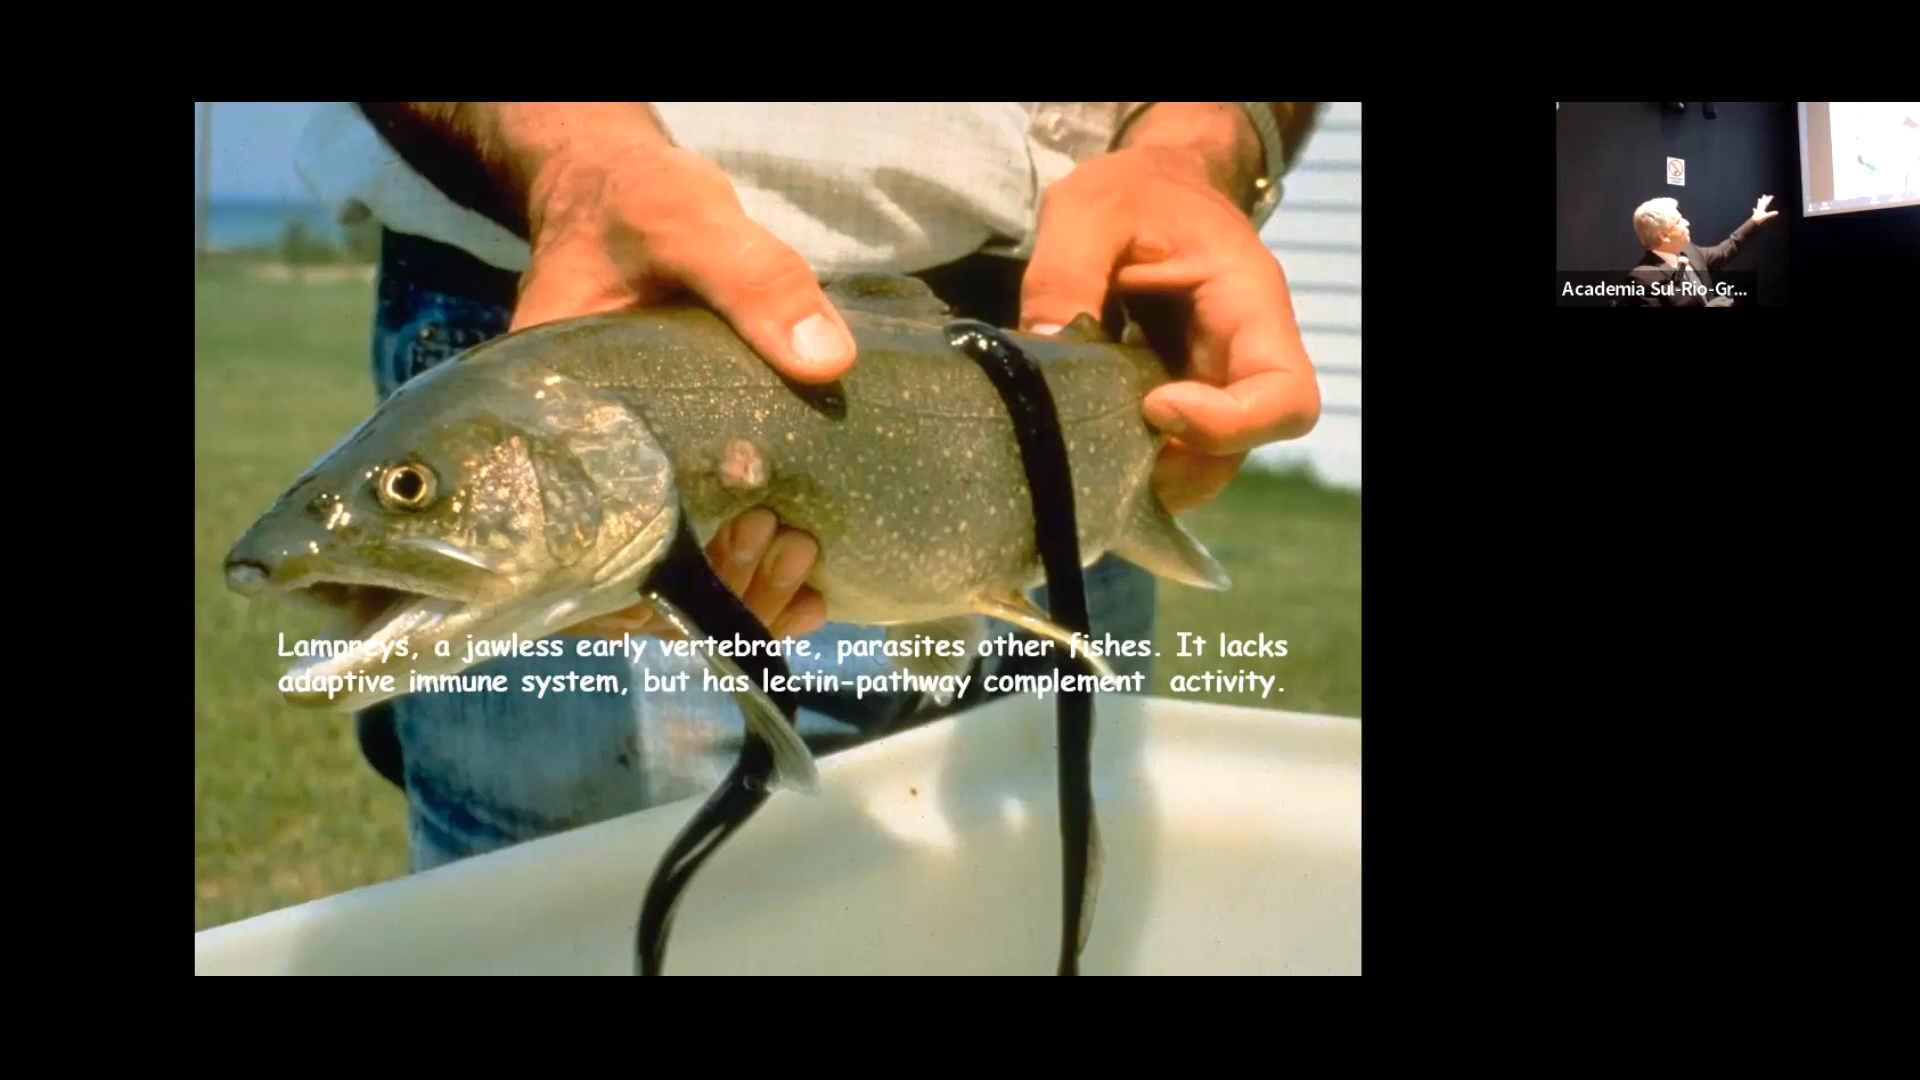 Lampreys, a jawless early vertebrate, parasites other fishes. It lacks
adaptive immune system, but has lectin-pathway complement activity.
Academia Sul-Rio-Gr...